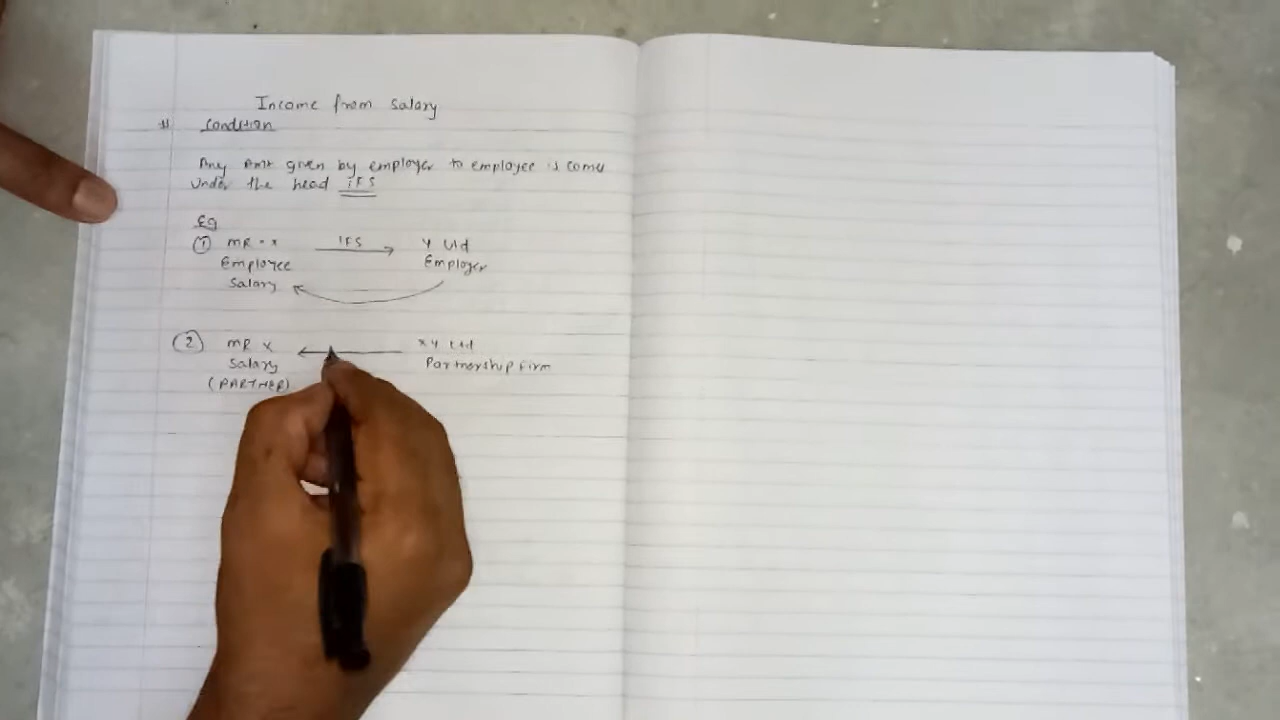 Income from salary
# Condition
Any Amt given by employer to employee is comes
under the head IFS
Eg
① MR. X IFS Y Ltd
Employee Employer
Salary
② MR X XY Ltd
Salary Partnership Firm
(PARTNER)